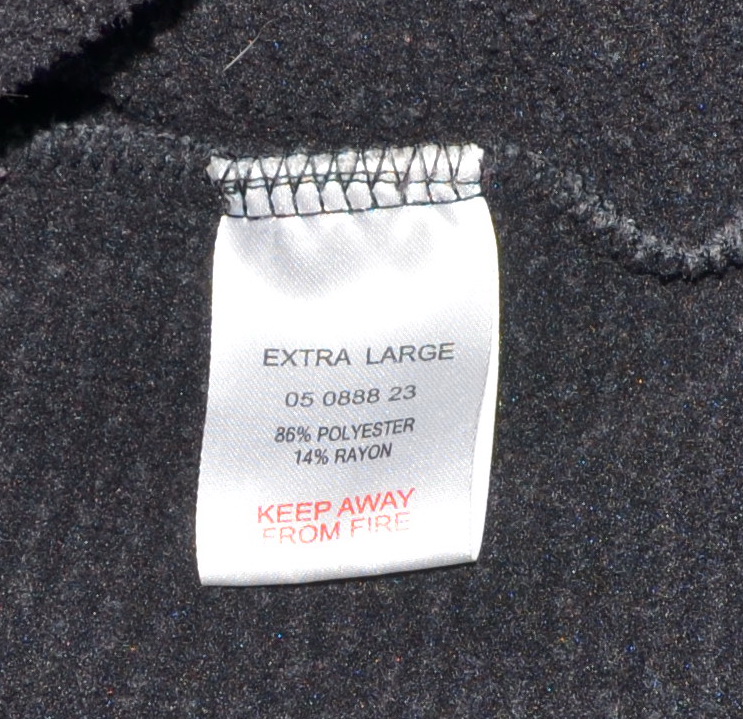 EXTRA LARGE
05 0888 23
86% POLYESTER
14% RAYON
KEEP AWAY
FROM FIRE